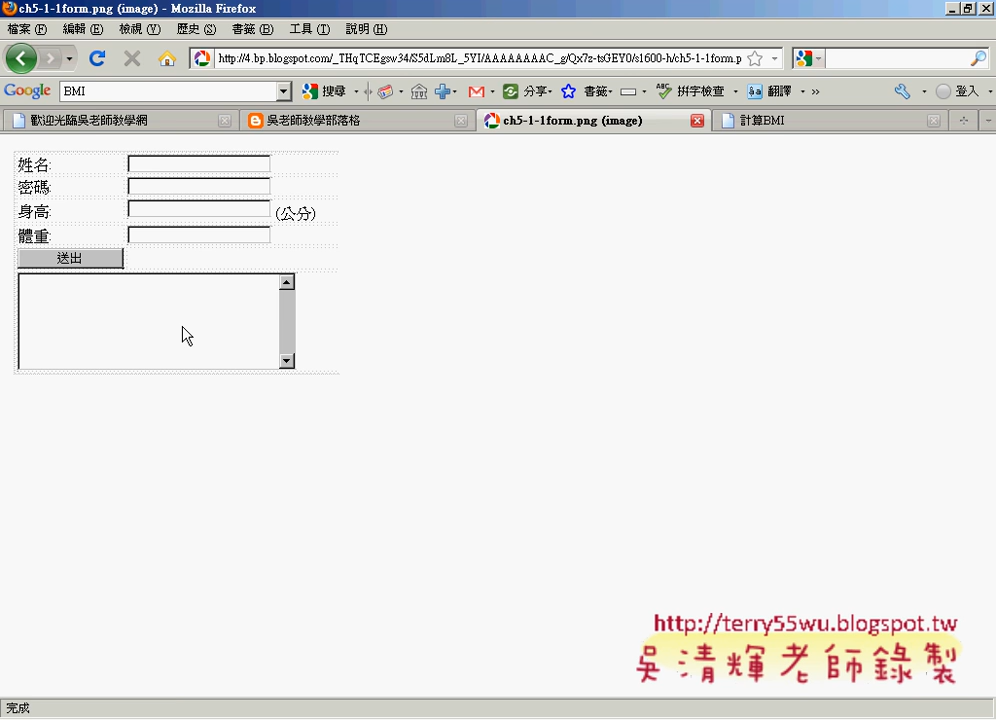 ch5-1-1form.png (image) - Mozilla Firefox
檔案 (F) 編輯 (E) 檢視 (V) 歷史 (S) 書籤 (B) 工具 (T) 說明 (H)
http://4.bp.blogspot.com/_THqTCEgsw34/S5dLm8L_5YI/AAAAAAAAC_g/Qx7z-tsGEY0/s1600-h/ch5-1-1form.p
Google BMI 搜尋 分享 書籤 拼字檢查 翻譯 » 登入
歡迎光臨吳老師教學網 吳老師教學部落格 ch5-1-1form.png (image) 計算BMI
姓名:
密碼:
身高: (公分)
體重:
送出
http://terry55wu.blogspot.tw
吳清輝老師錄製
完成